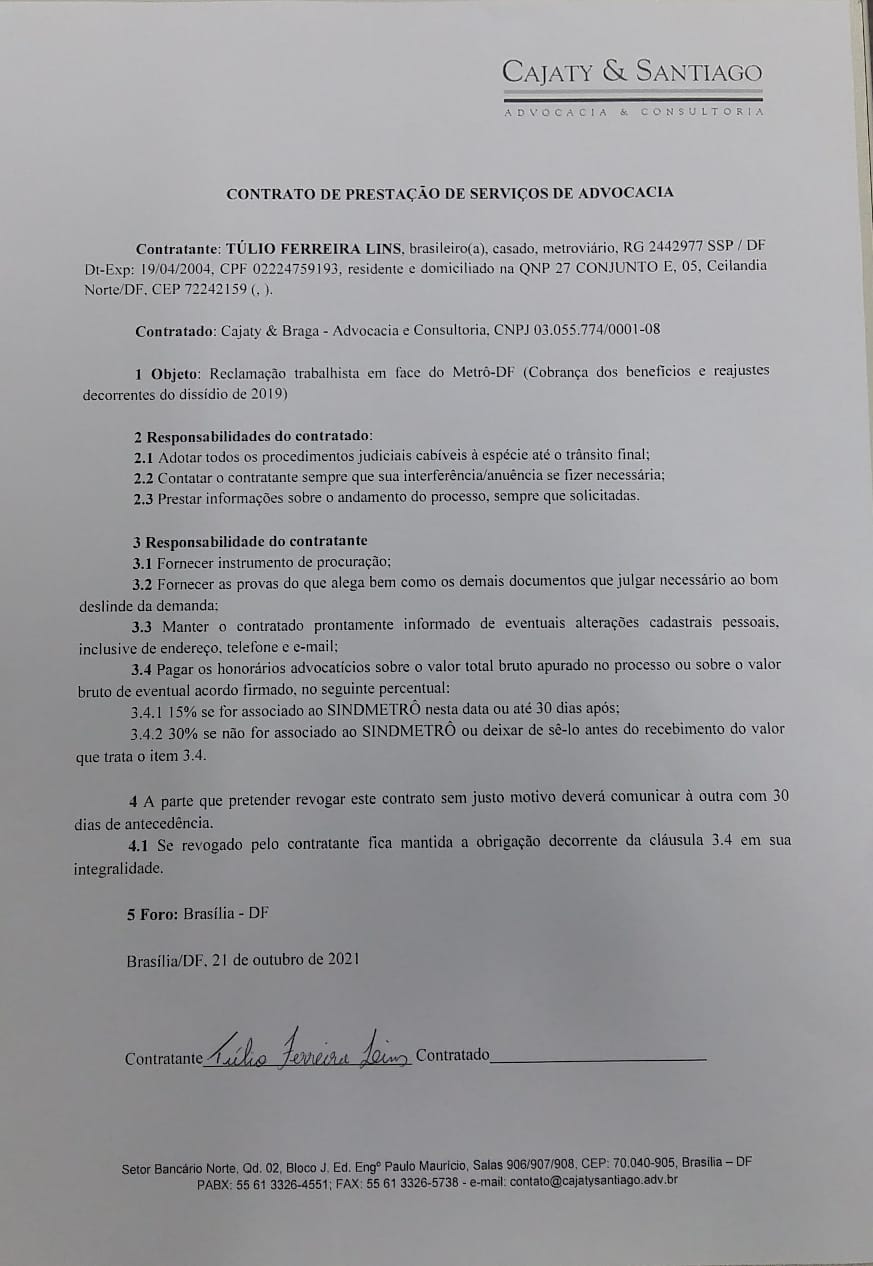 CAJATY & SANTIAGO
ADVOCACIA & CONSULTORIA
CONTRATO DE PRESTAÇÃO DE SERVIÇOS DE ADVOCACIA
Contratante: TÚLIO FERREIRA LINS, brasileiro(a), casado, metroviário, RG 2442977 SSP / DF
Dt-Exp: 19/04/2004, CPF 02224759193, residente e domiciliado na QNP 27 CONJUNTO E, 05, Ceilandia
Norte/DF, CEP 72242159 (, ).
Contratado: Cajaty & Braga - Advocacia e Consultoria, CNPJ 03.055.774/0001-08
1 Objeto: Reclamação trabalhista em face do Metrô-DF (Cobrança dos beneficios e reajustes
decorrentes do dissídio de 2019)
2 Responsabilidades do contratado:
2.1 Adotar todos os procedimentos judiciais cabíveis à espécie até o trânsito final;
2.2 Contatar o contratante sempre que sua interferência/anuência se fizer necessária;
2.3 Prestar informações sobre o andamento do processo, sempre que solicitadas.
3 Responsabilidade do contratante
3.1 Fornecer instrumento de procuração;
3.2 Fornecer as provas do que alega bem como os demais documentos que julgar necessário ao bom
deslinde da demanda;
3.3 Manter o contratado prontamente informado de eventuais alterações cadastrais pessoais,
inclusive de endereço, telefone e e-mail;
3.4 Pagar os honorários advocatícios sobre o valor total bruto apurado no processo ou sobre o valor
bruto de eventual acordo firmado, no seguinte percentual:
3.4.1 15% se for associado ao SINDMETRÔ nesta data ou até 30 dias após;
3.4.2 30% se não for associado ao SINDMETRÔ ou deixar de sê-lo antes do recebimento do valor
que trata o item 3.4.
4 A parte que pretender revogar este contrato sem justo motivo deverá comunicar à outra com 30
dias de antecedência.
4.1 Se revogado pelo contratante fica mantida a obrigação decorrente da cláusula 3.4 em sua
integralidade.
5 Foro: Brasília - DF
Brasília/DF, 21 de outubro de 2021
Contratante Túlio Ferreira Lins Contratado
Setor Bancário Norte, Qd. 02, Bloco J, Ed. Engº Paulo Maurício, Salas 906/907/908, CEP: 70.040-905, Brasília – DF
PABX: 55 61 3326-4551; FAX: 55 61 3326-5738 - e-mail: contato@cajatysantiago.adv.br